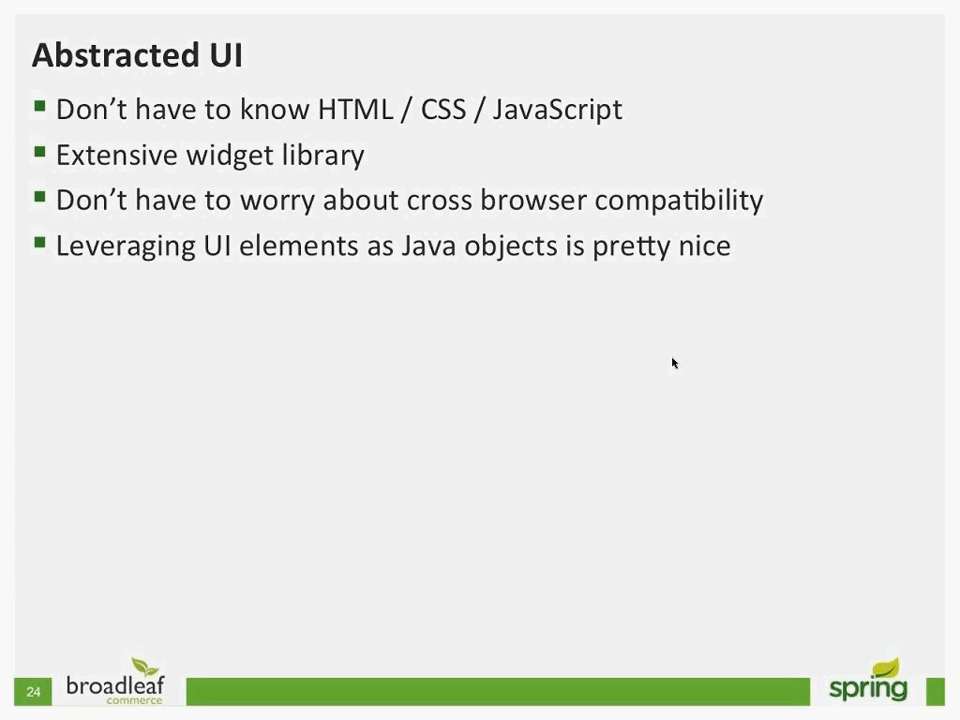 Abstracted UI
Don’t have to know HTML / CSS / JavaScript
Extensive widget library
Don’t have to worry about cross browser compatibility
Leveraging UI elements as Java objects is pretty nice
24
broadleaf
commerce
spring